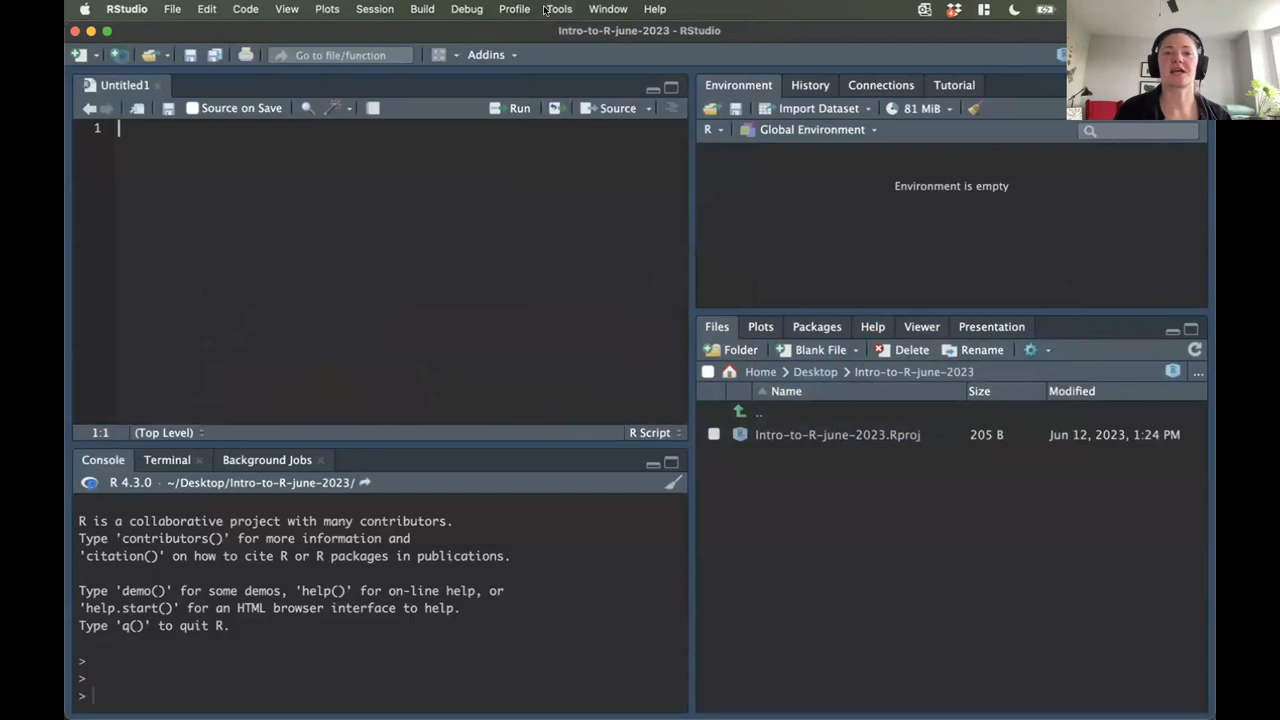 RStudio File Edit Code View Plots Session Build Debug Profile Tools Window Help
Intro-to-R-june-2023 - RStudio
Go to file/function Addins
Untitled1
Source on Save Run Source
1
1:1 (Top Level) R Script
Console Terminal Background Jobs
R 4.3.0 · ~/Desktop/Intro-to-R-june-2023/
R is a collaborative project with many contributors.
Type 'contributors()' for more information and
'citation()' on how to cite R or R packages in publications.
Type 'demo()' for some demos, 'help()' for on-line help, or
'help.start()' for an HTML browser interface to help.
Type 'q()' to quit R.
>
>
>
Environment History Connections Tutorial
Import Dataset 81 MiB
R Global Environment
Environment is empty
Files Plots Packages Help Viewer Presentation
Folder Blank File Delete Rename
Home Desktop Intro-to-R-june-2023 ...
Name Size Modified
..
Intro-to-R-june-2023.Rproj 205 B Jun 12, 2023, 1:24 PM